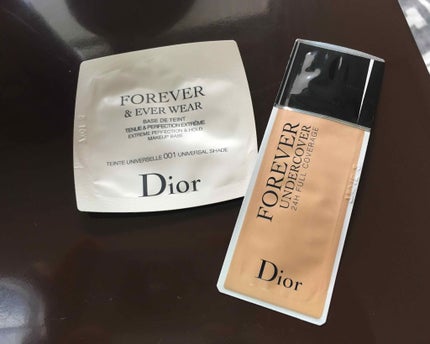 FOREVER
& EVER WEAR
BASE DE TEINT
TENUE & PERFECTION EXTRÊME
EXTREME PERFECTION & HOLD
MAKEUP BASE
TEINTE UNIVERSELLE 001 UNIVERSAL SHADE
Dior
FOREVER
UNDERCOVER
24H FULL COVERAGE
Dior